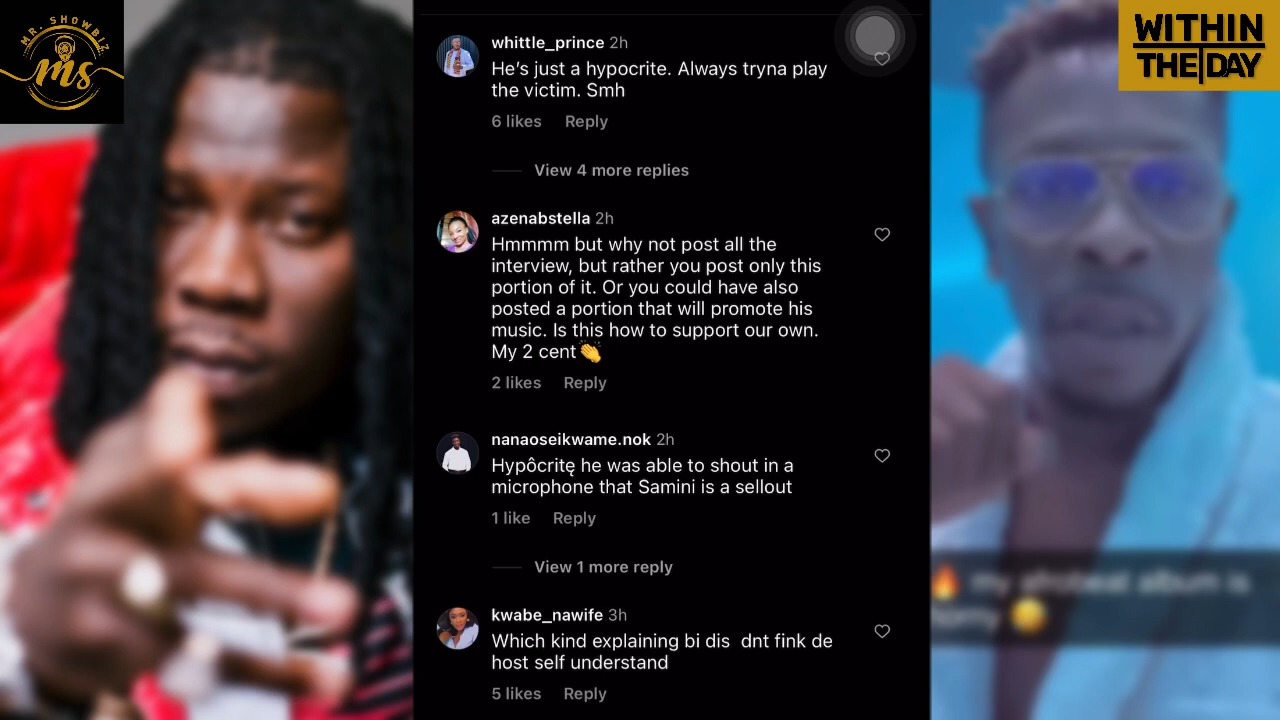 MR. SHOWBIZ
ms
WITHIN
THE DAY
whittle_prince 2h
He's just a hypocrite. Always tryna play
the victim. Smh
6 likes Reply
View 4 more replies
azenabstella 2h
Hmmmm but why not post all the
interview, but rather you post only this
portion of it. Or you could have also
posted a portion that will promote his
music. Is this how to support our own.
My 2 cent👏
2 likes Reply
nanaoseikwame.nok 2h
Hypôcritę he was able to shout in a
microphone that Samini is a sellout
1 like Reply
View 1 more reply
kwabe_nawife 3h
Which kind explaining bi dis dnt fink de
host self understand
5 likes Reply
🔥 my afrobeat album is